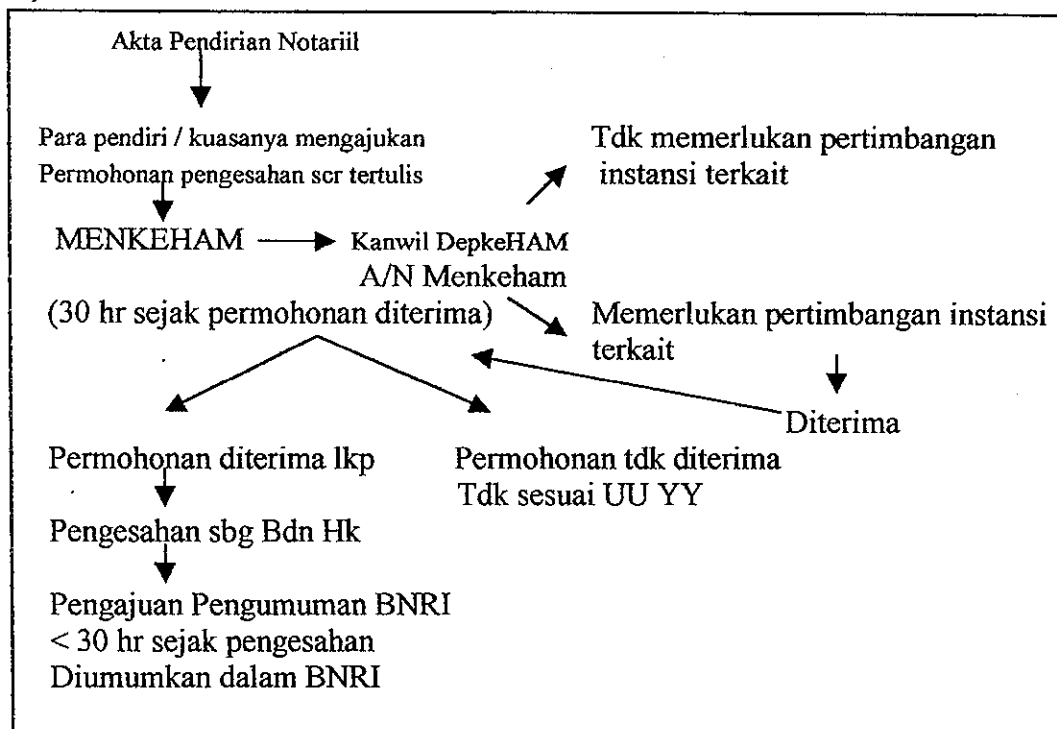 Akta Pendirian Notariil
Para pendiri / kuasanya mengajukan
Permohonan pengesahan scr tertulis
Tdk memerlukan pertimbangan
instansi terkait
MENKEHAM
Kanwil DepkeHAM
A/N Menkeham
(30 hr sejak permohonan diterima)
Memerlukan pertimbangan instansi
terkait
Diterima
Permohonan diterima lkp
Permohonan tdk diterima
Tdk sesuai UU YY
Pengesahan sbg Bdn Hk
Pengajuan Pengumuman BNRI
< 30 hr sejak pengesahan
Diumumkan dalam BNRI